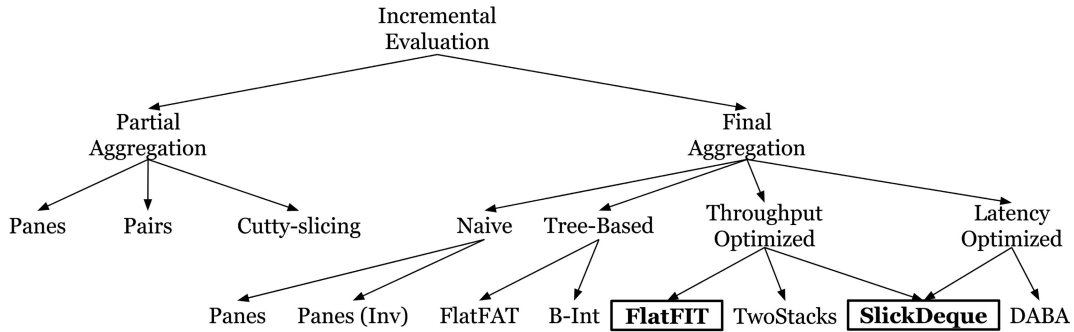 Incremental
Evaluation
Partial
Aggregation
Final
Aggregation
Panes
Pairs
Cutty-slicing
Naive
Tree-Based
Throughput
Optimized
Latency
Optimized
Panes
Panes (Inv)
FlatFAT
B-Int
FlatFIT
TwoStacks
SlickDeque
DABA